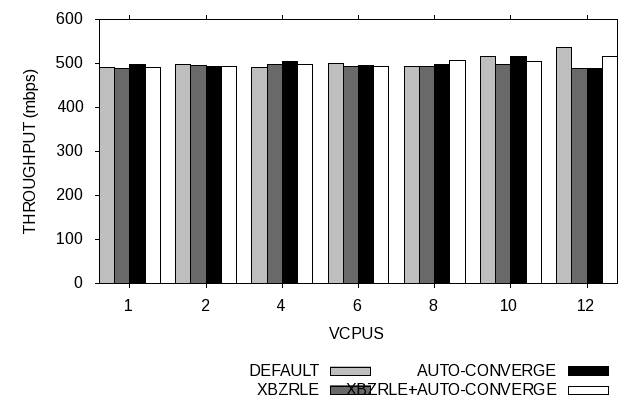 600
500
400
300
200
100
0
THROUGHPUT (mbps)
1 2 4 6 8 10 12
VCPUS
DEFAULT AUTO-CONVERGE
XBZRLE XBZRLE+AUTO-CONVERGE